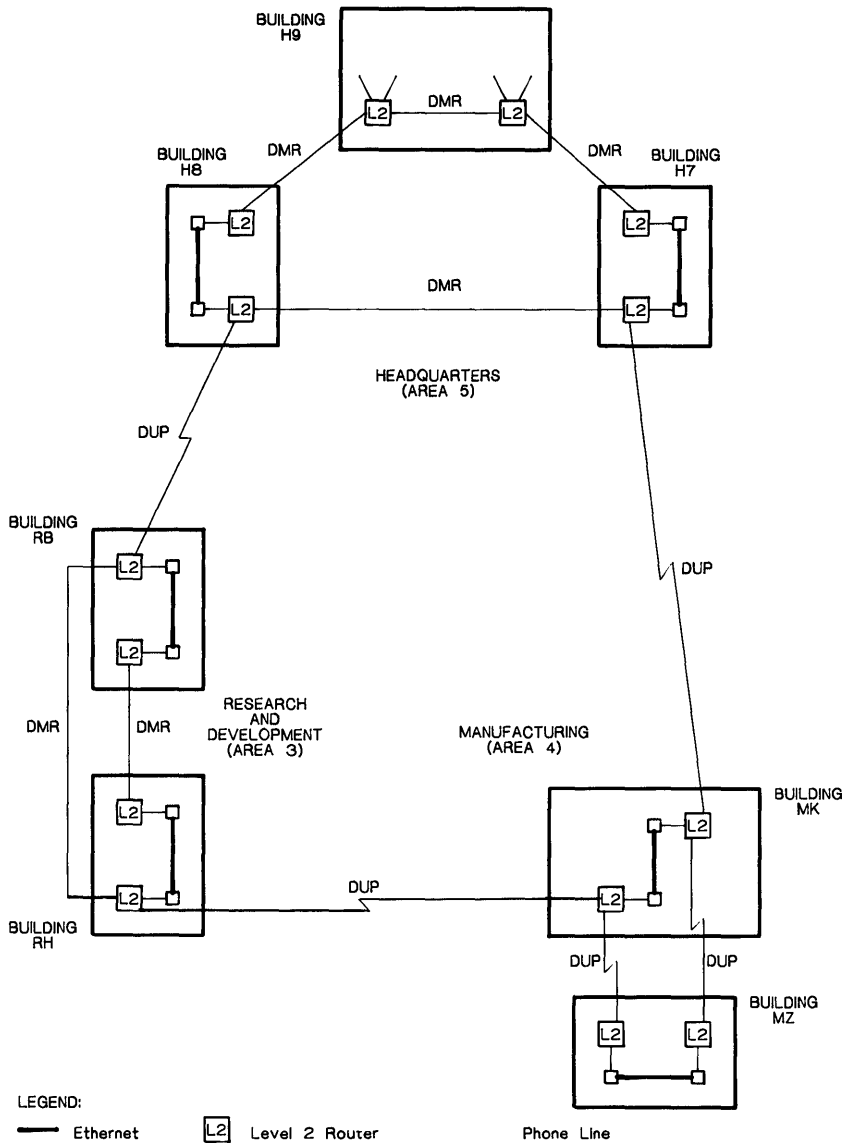 BUILDING
H9
L2
DMR
L2
DMR
DMR
BUILDING
H8
BUILDING
H7
L2
L2
L2
DMR
L2
HEADQUARTERS
(AREA 5)
DUP
DUP
BUILDING
RB
L2
L2
DMR
DMR
RESEARCH
AND
DEVELOPMENT
(AREA 3)
MANUFACTURING
(AREA 4)
BUILDING
MK
L2
L2
L2
DUP
L2
BUILDING
RH
DUP
DUP
BUILDING
MZ
L2
L2
LEGEND:
Ethernet
L2 Level 2 Router
Phone Line